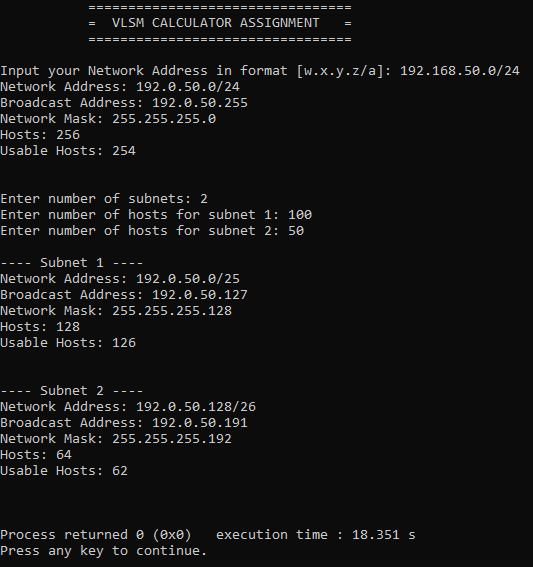 =================================
=  VLSM CALCULATOR ASSIGNMENT   =
=================================
Input your Network Address in format [w.x.y.z/a]: 192.168.50.0/24
Network Address: 192.0.50.0/24
Broadcast Address: 192.0.50.255
Network Mask: 255.255.255.0
Hosts: 256
Usable Hosts: 254
Enter number of subnets: 2
Enter number of hosts for subnet 1: 100
Enter number of hosts for subnet 2: 50
---- Subnet 1 ----
Network Address: 192.0.50.0/25
Broadcast Address: 192.0.50.127
Network Mask: 255.255.255.128
Hosts: 128
Usable Hosts: 126
---- Subnet 2 ----
Network Address: 192.0.50.128/26
Broadcast Address: 192.0.50.191
Network Mask: 255.255.255.192
Hosts: 64
Usable Hosts: 62
Process returned 0 (0x0)   execution time : 18.351 s
Press any key to continue.